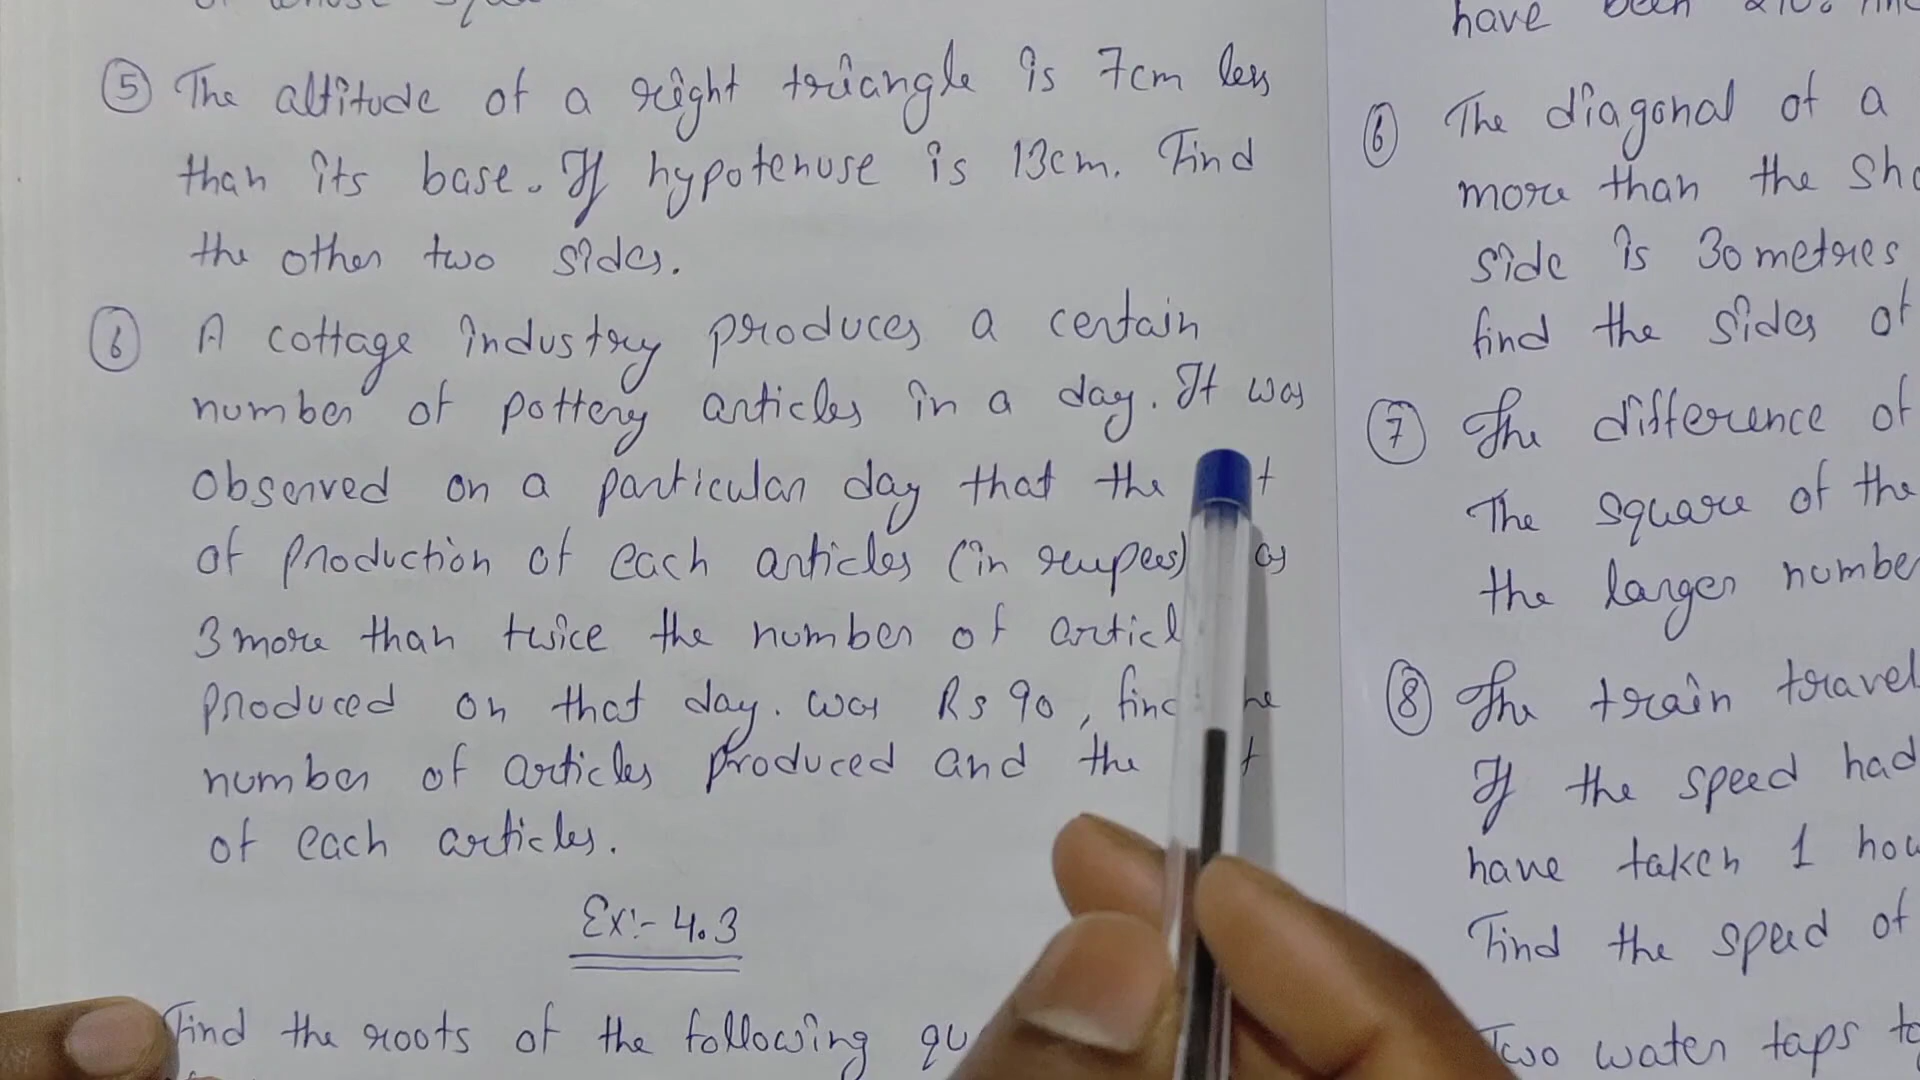 ⑤ The altitude of a right triangle is 7cm less
than its base. If hypotenuse is 13cm. Find
the other two sides.
⑥ A cottage industry produces a certain
number of pottery articles in a day. It was
observed on a particular day that the
of production of each articles (in rupees)
3 more than twice the number of
produced on that day. was Rs 90,
number of articles produced and the
of each articles.
Ex:- 4.3
Find the roots of the following
have been
⑥ The diagonal of a
more than the
side is 30 metres
find the sides of
⑦ The difference of
The square of the
the larger
⑧ The train
If the speed had
have taken 1
Find the speed of
Two water taps